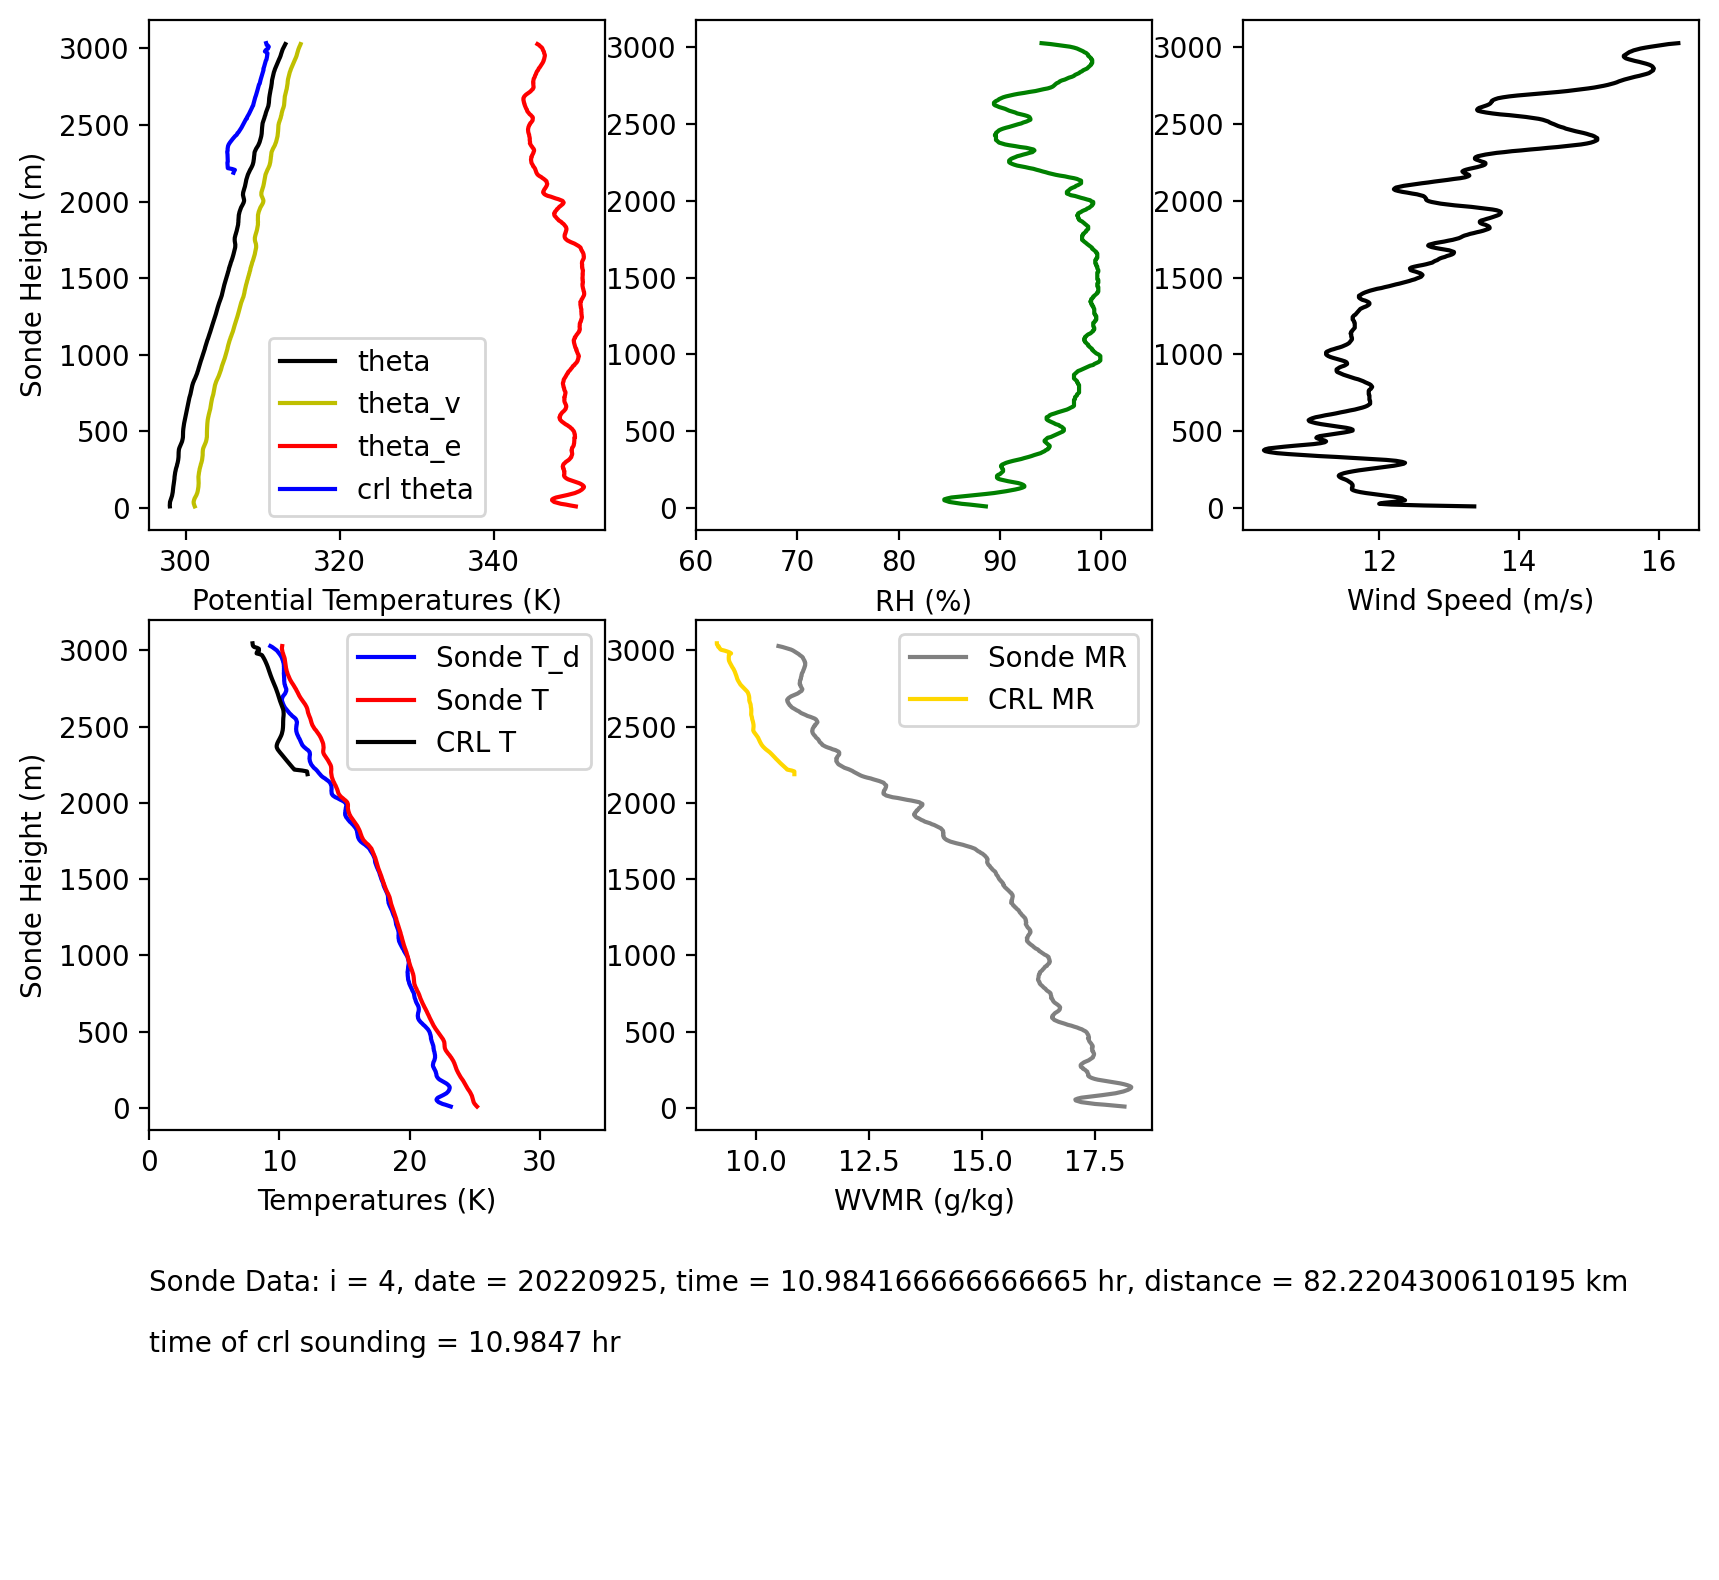 3000
2500
2000
1500
1000
500
0
Sonde Height (m)
theta
theta_v
theta_e
crl theta
300 320 340
Potential Temperatures (K)
3000
2500
2000
1500
1000
500
0
60 70 80 90 100
RH (%)
3000
2500
2000
1500
1000
500
0
12 14 16
Wind Speed (m/s)
3000
2500
2000
1500
1000
500
0
Sonde Height (m)
Sonde T_d
Sonde T
CRL T
0 10 20 30
Temperatures (K)
3000
2500
2000
1500
1000
500
0
Sonde MR
CRL MR
10.0 12.5 15.0 17.5
WVMR (g/kg)
Sonde Data: i = 4, date = 20220925, time = 10.984166666666665 hr, distance = 82.2204300610195 km
time of crl sounding = 10.9847 hr